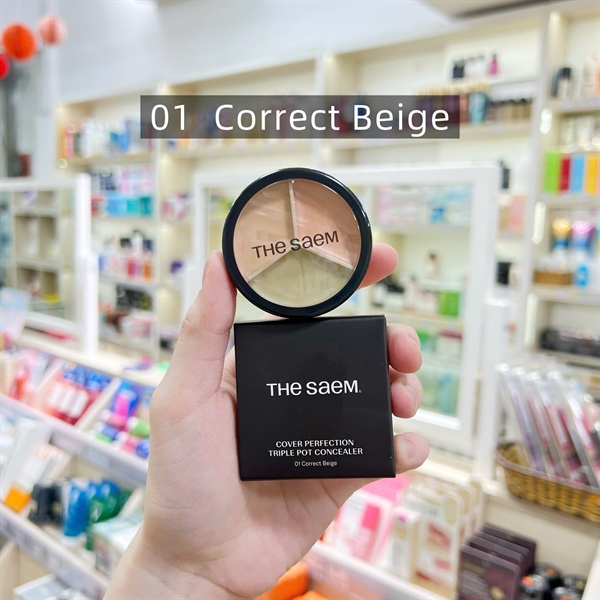 01 Correct Beige
THE SAEM
THE SAEM.
COVER PERFECTION
TRIPLE POT CONCEALER
01 Correct Beige